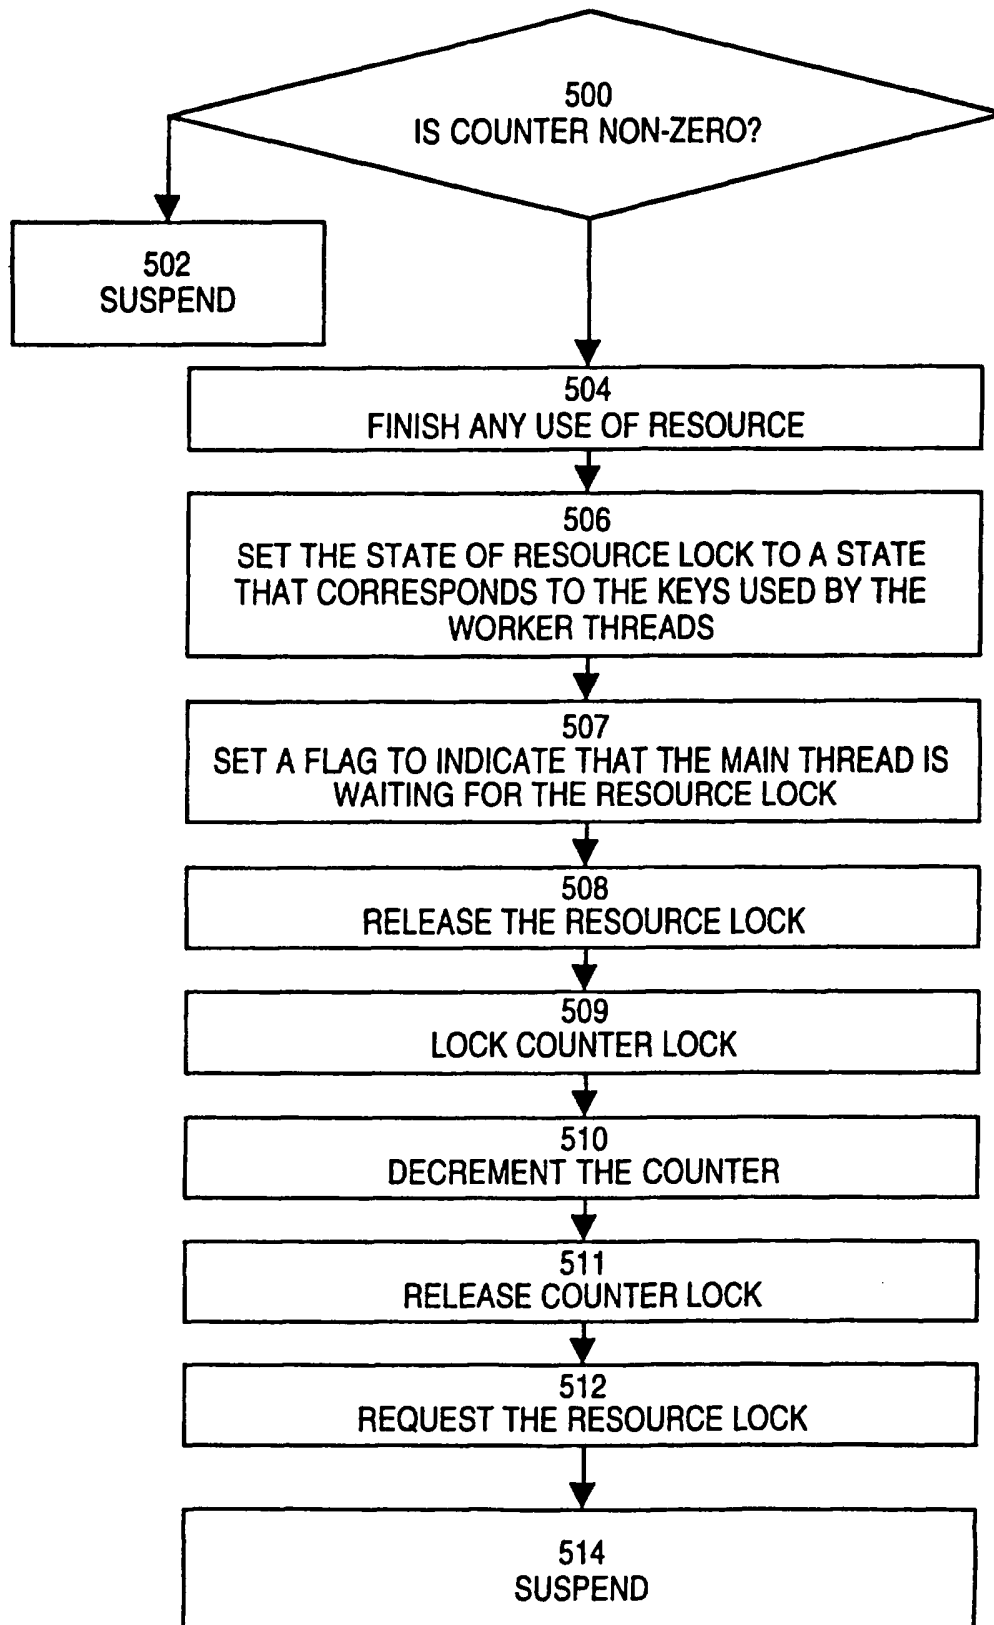 500
IS COUNTER NON-ZERO?
502
SUSPEND
504
FINISH ANY USE OF RESOURCE
506
SET THE STATE OF RESOURCE LOCK TO A STATE
THAT CORRESPONDS TO THE KEYS USED BY THE
WORKER THREADS
507
SET A FLAG TO INDICATE THAT THE MAIN THREAD IS
WAITING FOR THE RESOURCE LOCK
508
RELEASE THE RESOURCE LOCK
509
LOCK COUNTER LOCK
510
DECREMENT THE COUNTER
511
RELEASE COUNTER LOCK
512
REQUEST THE RESOURCE LOCK
514
SUSPEND